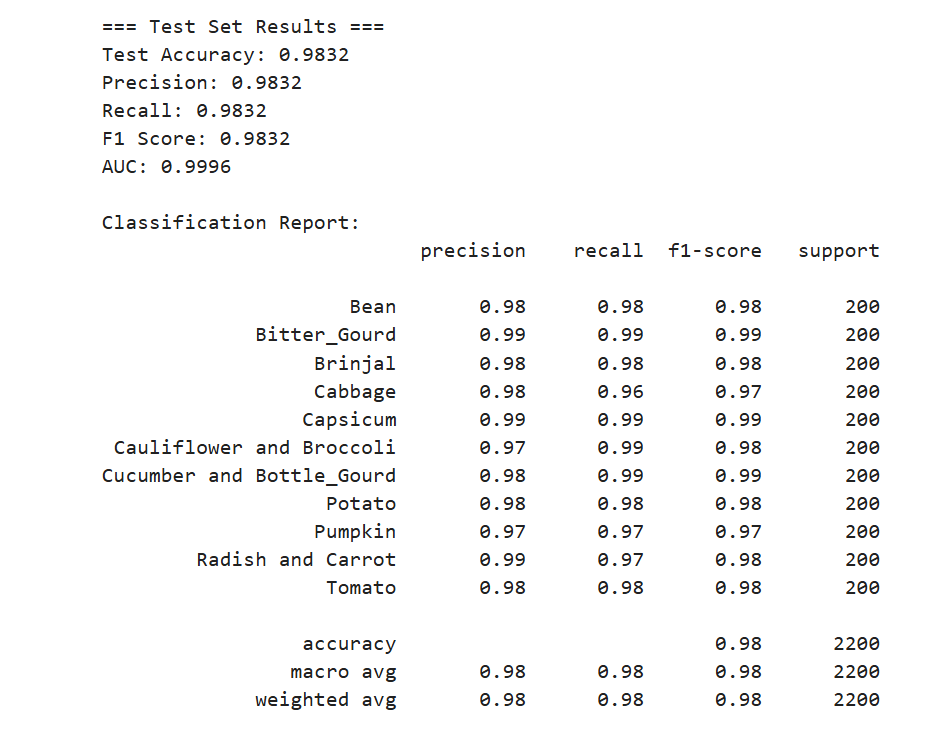 === Test Set Results ===
Test Accuracy: 0.9832
Precision: 0.9832
Recall: 0.9832
F1 Score: 0.9832
AUC: 0.9996
Classification Report:
precision recall f1-score support
Bean 0.98 0.98 0.98 200
Bitter_Gourd 0.99 0.99 0.99 200
Brinjal 0.98 0.98 0.98 200
Cabbage 0.98 0.96 0.97 200
Capsicum 0.99 0.99 0.99 200
Cauliflower and Broccoli 0.97 0.99 0.98 200
Cucumber and Bottle_Gourd 0.98 0.99 0.99 200
Potato 0.98 0.98 0.98 200
Pumpkin 0.97 0.97 0.97 200
Radish and Carrot 0.99 0.97 0.98 200
Tomato 0.98 0.98 0.98 200
accuracy 0.98 2200
macro avg 0.98 0.98 0.98 2200
weighted avg 0.98 0.98 0.98 2200